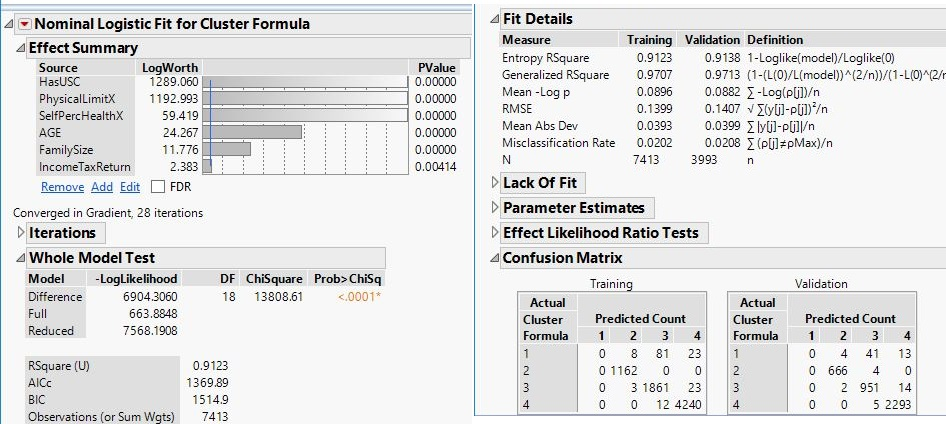 Nominal Logistic Fit for Cluster Formula
Effect Summary
Source LogWorth PValue
HasUSC 1289.060 0.00000
PhysicalLimitX 1192.993 0.00000
SelfPercHealthX 59.419 0.00000
AGE 24.267 0.00000
FamilySize 11.776 0.00000
IncomeTaxReturn 2.383 0.00414
Remove Add Edit FDR
Converged in Gradient, 28 iterations
Iterations
Whole Model Test
Model -LogLikelihood DF ChiSquare Prob>ChiSq
Difference 6904.3060 18 13808.61 <.0001*
Full 663.8848
Reduced 7568.1908
RSquare (U) 0.9123
AICc 1369.89
BIC 1514.9
Observations (or Sum Wgts) 7413
Fit Details
Measure Training Validation Definition
Entropy RSquare 0.9123 0.9138 1-Loglike(model)/Loglike(0)
Generalized RSquare 0.9707 0.9713 (1-(L(0)/L(model))^(2/n))/(1-L(0)^(2/n
Mean -Log p 0.0896 0.0882 ∑ -Log(ρ[j])/n
RMSE 0.1399 0.1407 √ ∑(y[j]-ρ[j])²/n
Mean Abs Dev 0.0393 0.0399 ∑ |y[j]-ρ[j]|/n
Misclassification Rate 0.0202 0.0208 ∑ (ρ[j]≠ρMax)/n
N 7413 3993 n
Lack Of Fit
Parameter Estimates
Effect Likelihood Ratio Tests
Confusion Matrix
Training
Actual
Cluster Predicted Count
Formula 1 2 3 4
1 0 8 81 23
2 0 1162 0 0
3 0 3 1861 23
4 0 0 12 4240
Validation
Actual
Cluster Predicted Count
Formula 1 2 3 4
1 0 4 41 13
2 0 666 4 0
3 0 2 951 14
4 0 0 5 2293